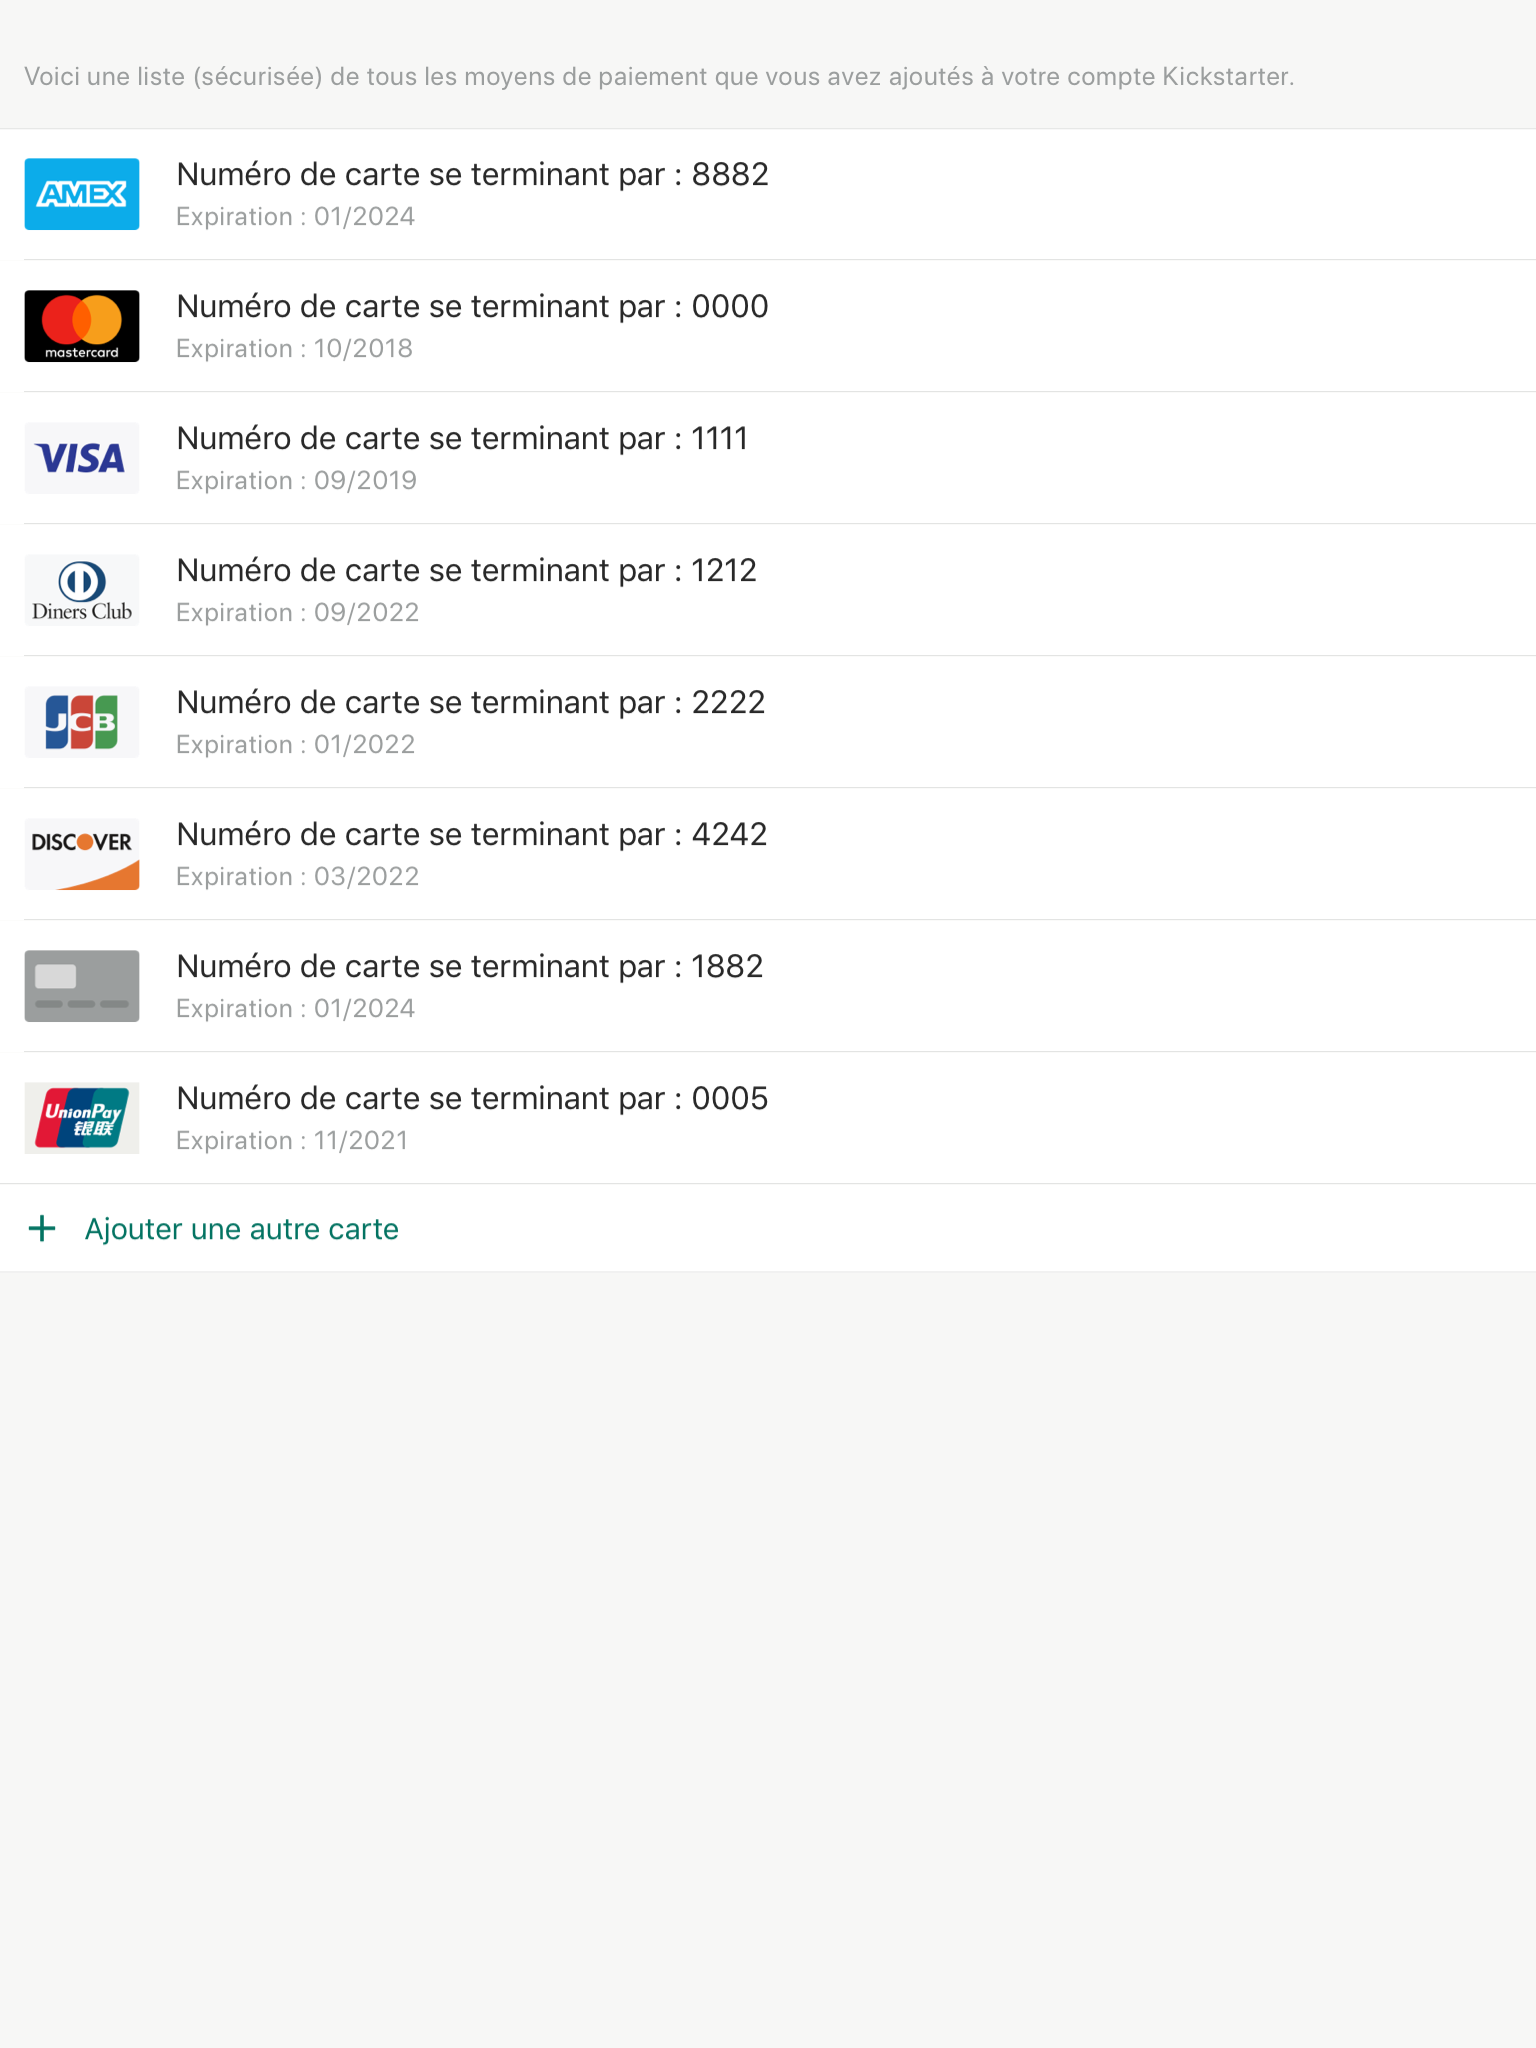 Voici une liste (sécurisée) de tous les moyens de paiement que vous avez ajoutés à votre compte Kickstarter.
AMEX
Numéro de carte se terminant par : 8882
Expiration : 01/2024
mastercard
Numéro de carte se terminant par : 0000
Expiration : 10/2018
VISA
Numéro de carte se terminant par : 1111
Expiration : 09/2019
Diners Club
Numéro de carte se terminant par : 1212
Expiration : 09/2022
JCB
Numéro de carte se terminant par : 2222
Expiration : 01/2022
DISCOVER
Numéro de carte se terminant par : 4242
Expiration : 03/2022
Numéro de carte se terminant par : 1882
Expiration : 01/2024
UnionPay
银联
Numéro de carte se terminant par : 0005
Expiration : 11/2021
+ Ajouter une autre carte